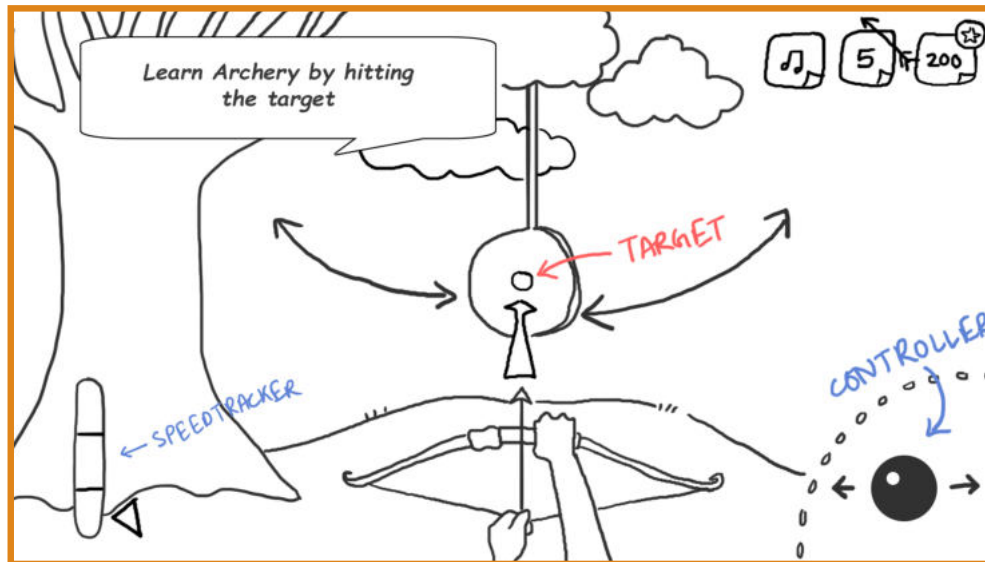 Learn Archery by hitting
the target
5
200
TARGET
CONTROLLER
SPEEDTRACKER